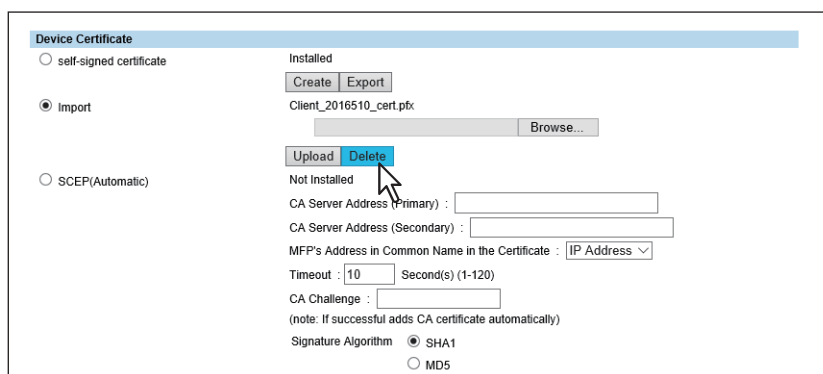 Device Certificate
self-signed certificate Installed
Create Export
Import Client_2016510_cert.pfx
Browse...
Upload Delete
SCEP(Automatic) Not Installed
CA Server Address (Primary) :
CA Server Address (Secondary) :
MFP's Address in Common Name in the Certificate : IP Address
Timeout : 10 Second(s) (1-120)
CA Challenge :
(note: If successful adds CA certificate automatically)
Signature Algorithm SHA1
MD5